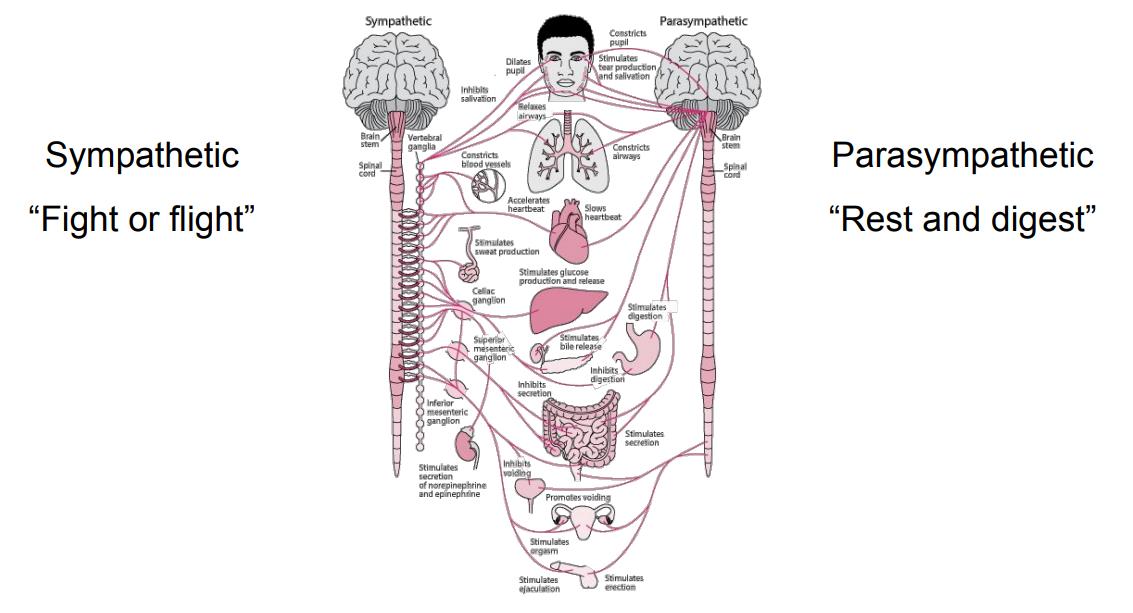 Sympathetic
“Fight or flight”
Sympathetic
Parasympathetic
Constricts
pupil
Dilates
pupil
Stimulates
tear production
and salivation
Inhibits
salivation
Relaxes
airways
Brain
stem
Vertebral
ganglia
Spinal
cord
Constricts
blood vessels
Constricts
airways
Brain
stem
Spinal
cord
Accelerates
heartbeat
Slows
heartbeat
Stimulates
sweat production
Stimulates glucose
production and release
Celiac
ganglion
Stimulates
digestion
Superior
mesenteric
ganglion
Stimulates
bile release
Inhibits
digestion
Inhibits
secretion
Inferior
mesenteric
ganglion
Stimulates
secretion
Stimulates
secretion
of norepinephrine
and epinephrine
Inhibits
voiding
Promotes voiding
Stimulates
orgasm
Stimulates
ejaculation
Stimulates
erection
Parasympathetic
“Rest and digest”